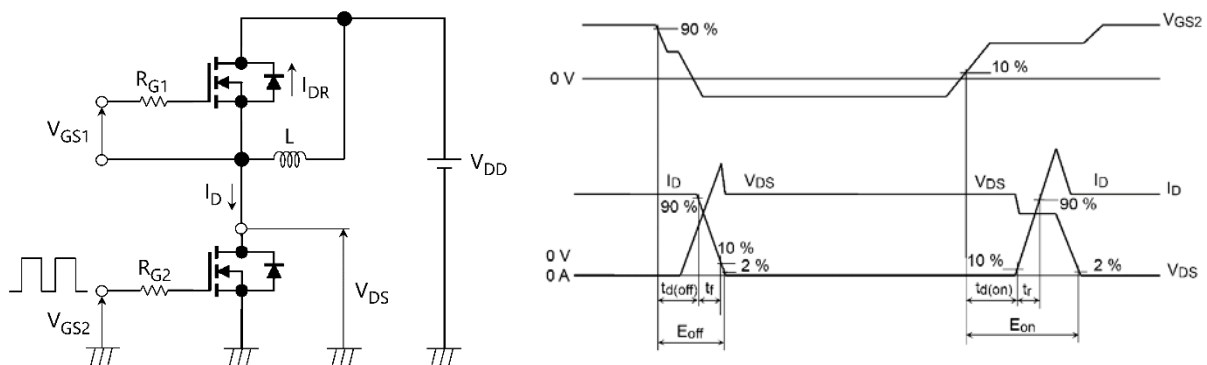 R_G1
V_GS1
I_DR
L
V_DD
I_D
R_G2
V_DS
V_GS2
V_GS2
90 %
0 V
10 %
I_D
V_DS
V_DS
I_D
I_D
90 %
90 %
10 %
0 V
2 %
10 %
2 %
0 A
V_DS
t_d(off)
t_f
t_d(on)
t_r
E_off
E_on